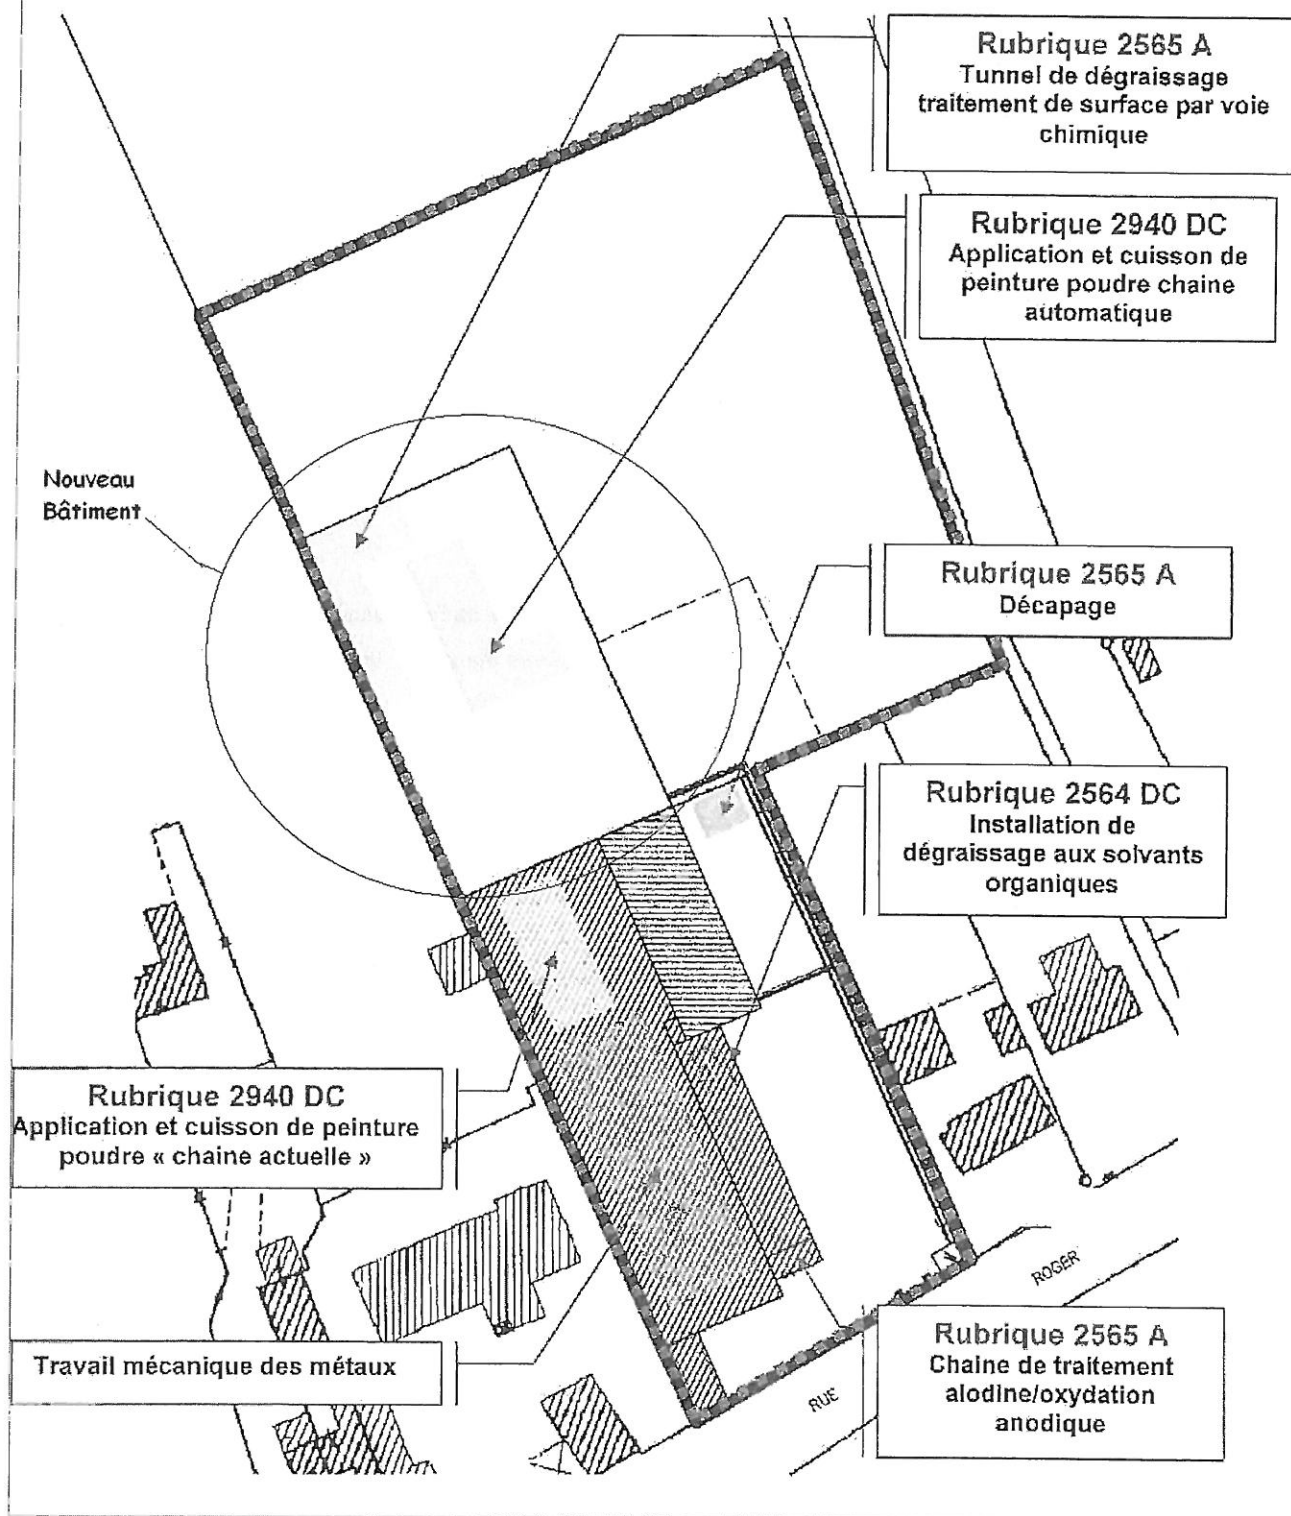 Rubrique 2565 A
Tunnel de dégraissage
traitement de surface par voie
chimique
Rubrique 2940 DC
Application et cuisson de
peinture poudre chaine
automatique
Nouveau
Bâtiment
Rubrique 2565 A
Décapage
Rubrique 2564 DC
Installation de
dégraissage aux solvants
organiques
Rubrique 2940 DC
Application et cuisson de peinture
poudre « chaine actuelle »
Travail mécanique des métaux
ROGER
RUE
Rubrique 2565 A
Chaine de traitement
alodine/oxydation
anodique